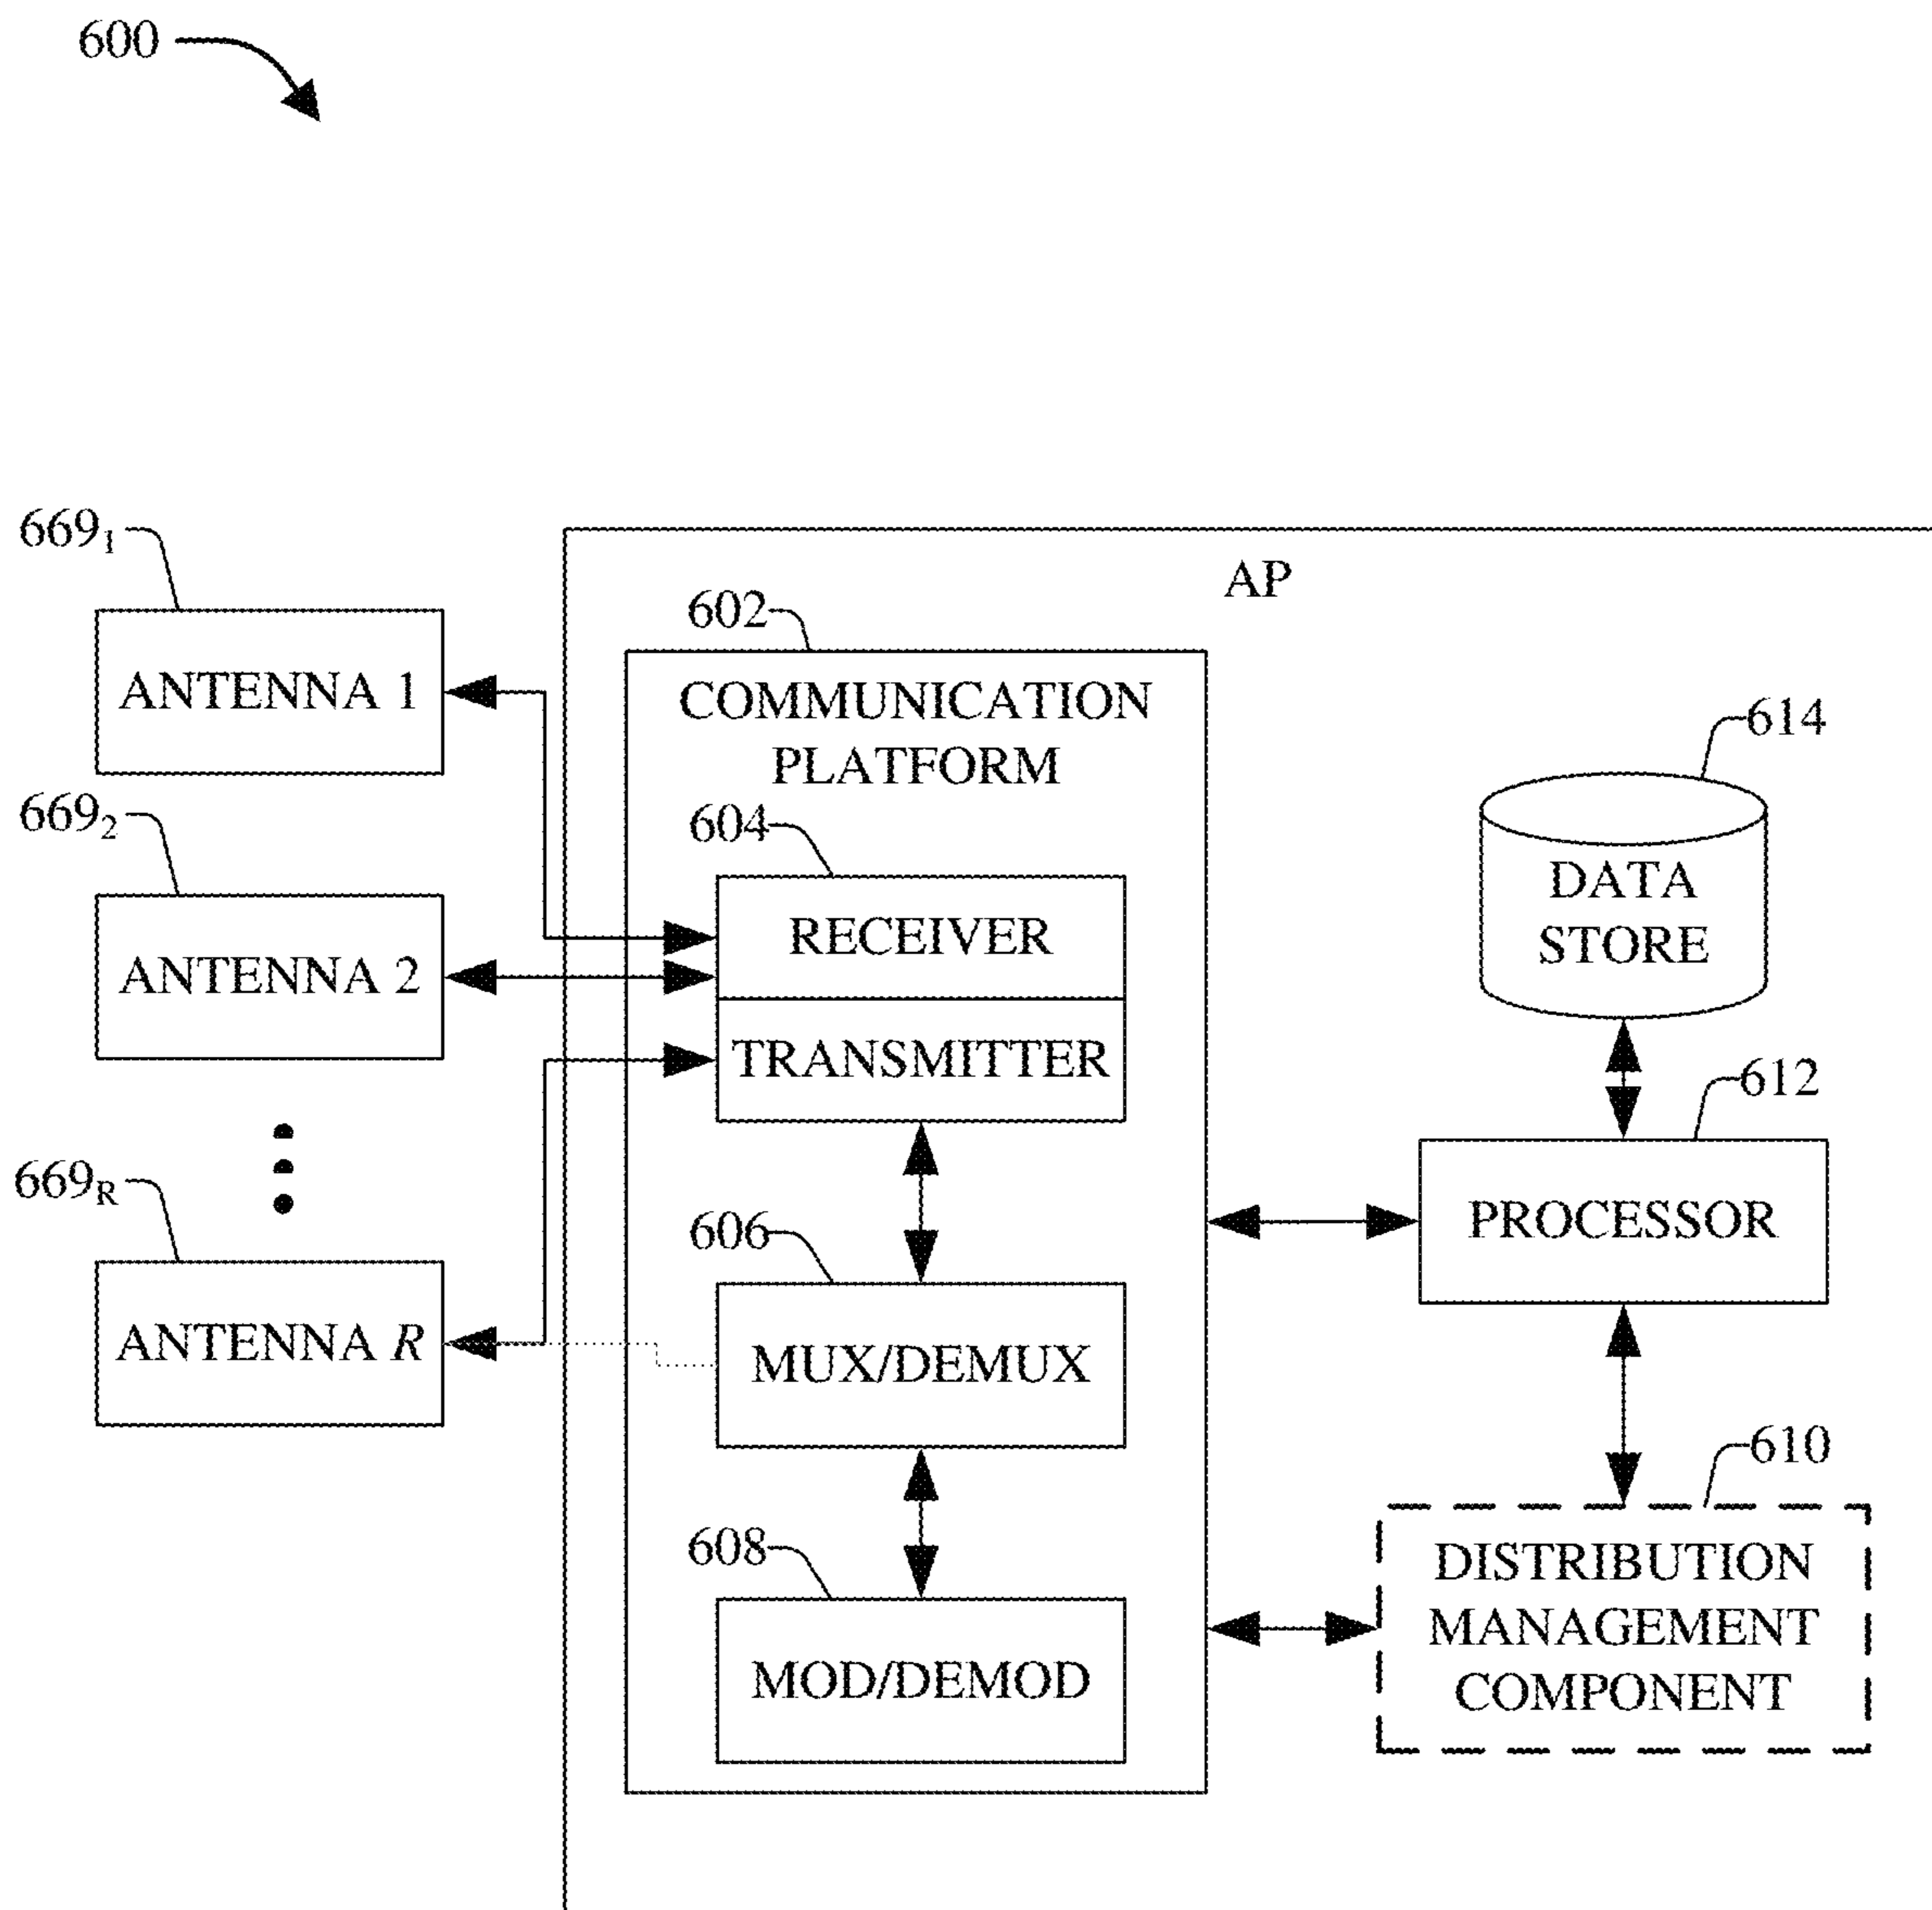 600
669₁
AP
602
ANTENNA 1
COMMUNICATION
PLATFORM
614
669₂
604
DATA
STORE
RECEIVER
ANTENNA 2
TRANSMITTER
612
669R
606
PROCESSOR
ANTENNA R
MUX/DEMUX
610
608
DISTRIBUTION
MANAGEMENT
COMPONENT
MOD/DEMOD